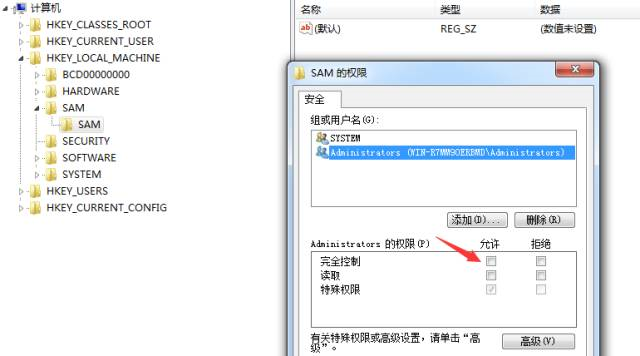 计算机
HKEY_CLASSES_ROOT
HKEY_CURRENT_USER
HKEY_LOCAL_MACHINE
BCD00000000
HARDWARE
SAM
SAM
SECURITY
SOFTWARE
SYSTEM
HKEY_USERS
HKEY_CURRENT_CONFIG
名称 类型 数据
ab (默认) REG_SZ (数值未设置)
SAM 的权限
安全
组或用户名(G):
SYSTEM
Administrators (WIN-R7MM9OERBMD\Administrators)
添加(D)... 删除(R)
Administrators 的权限(P) 允许 拒绝
完全控制
读取
特殊权限
有关特殊权限或高级设置，请单击“高
级”。
高级(V)